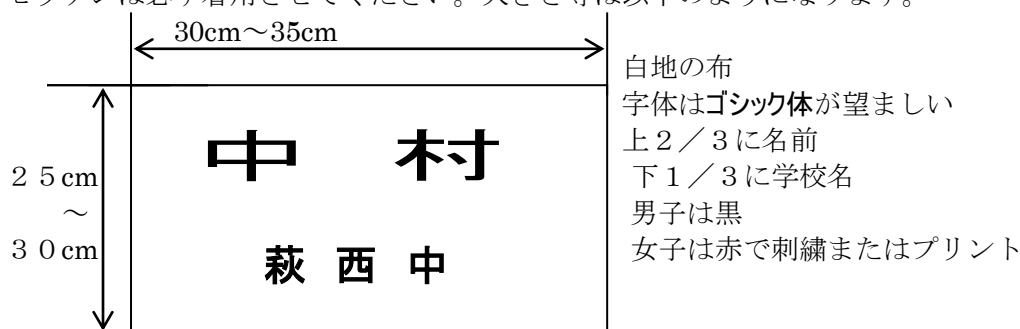 ゼッケンは必ず着用させてください。大きさ等は以下のようになります。
30cm～35cm
白地の布
字体はゴシック体が望ましい
上２／３に名前
下１／３に学校名
男子は黒
女子は赤で刺繍またはプリント
２５cm
～
３０cm
中 村
萩 西 中